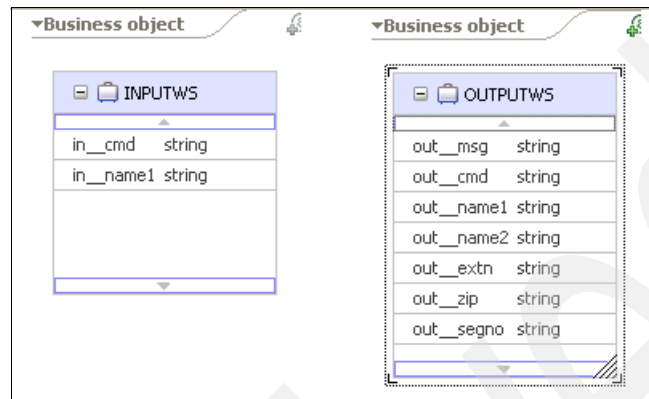 Business object
INPUTWS
in__cmd string
in__name1 string
Business object
OUTPUTWS
out__msg string
out__cmd string
out__name1 string
out__name2 string
out__extn string
out__zip string
out__segno string